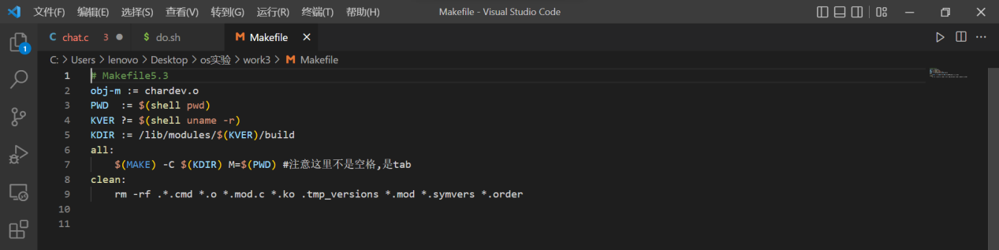 文件(F) 编辑(E) 选择(S) 查看(V) 转到(G) 运行(R) 终端(T) 帮助(H) Makefile - Visual Studio Code
C chat.c 3 $ do.sh M Makefile
1
C: > Users > lenovo > Desktop > os实验 > work3 > M Makefile
1 # Makefile5.3
2 obj-m := chardev.o
3 PWD  := $(shell pwd)
4 KVER ?= $(shell uname -r)
5 KDIR := /lib/modules/$(KVER)/build
6 all:
7     $(MAKE) -C $(KDIR) M=$(PWD) #注意这里不是空格,是tab
8 clean:
9     rm -rf .*.cmd *.o *.mod.c *.ko .tmp_versions *.mod *.symvers *.order
10
11